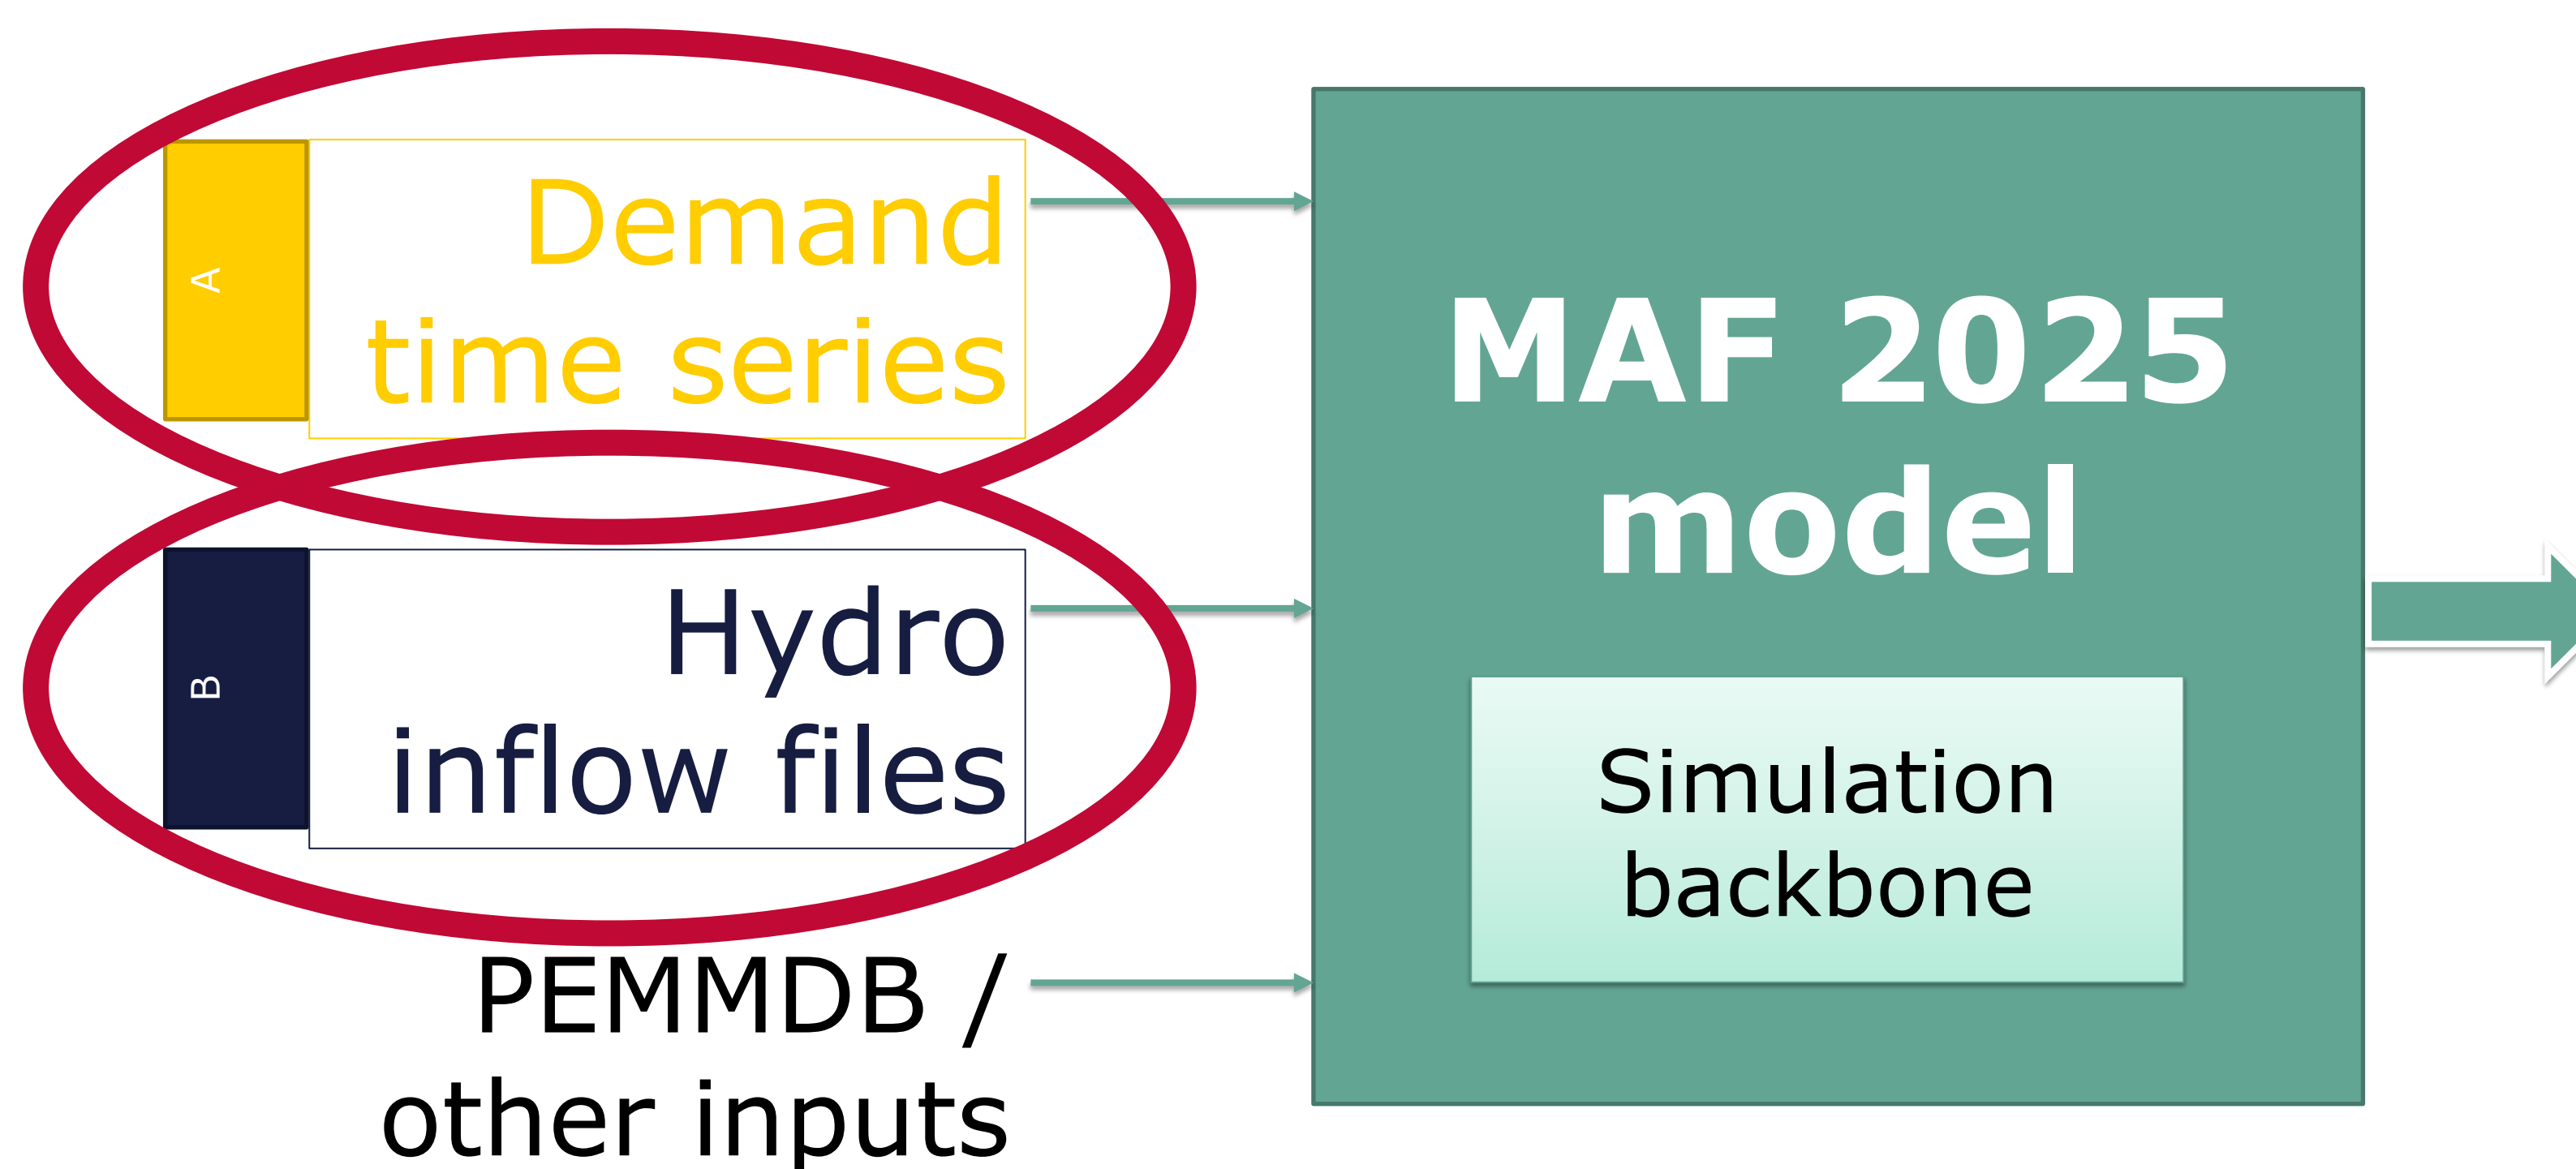 A
Demand
time series
B
Hydro
inflow files
PEMMDB /
other inputs
MAF 2025
model
Simulation
backbone